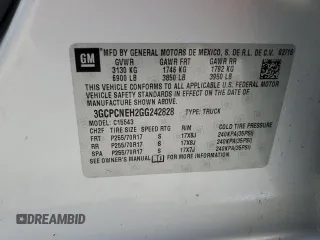 GM
MFD BY GENERAL MOTORS DE MEXICO, S. DE R.L. DE C.V. 02/16
GVWR GAWR FRT GAWR RR
3130 KG 1746 KG 1792 KG
6900 LB 3850 LB 3950 LB
THIS VEHICLE CONFORMS TO ALL APPLICABLE U.S. FEDERAL MOTOR
VEHICLE SAFETY
STANDARDS IN EFFECT ON THE DATE OF MANUFACTURE SHOWN ABOVE.
3GCPCNEH2GG242828 TYPE: TRUCK
MODEL: C15543
CH2F TIRE SIZE SPEED RTG RIM COLD TIRE PRESSURE
FRT P255/70R17 S 17X8J 240KPA(35PSI)
RR P255/70R17 S 17X8J 240KPA(35PSI)
SPA P255/70R17 S 17X7J 240KPA(35PSI)
SEE OWNER'S MANUAL FOR ADDITIONAL INFORMATION.
© DriveBidWin